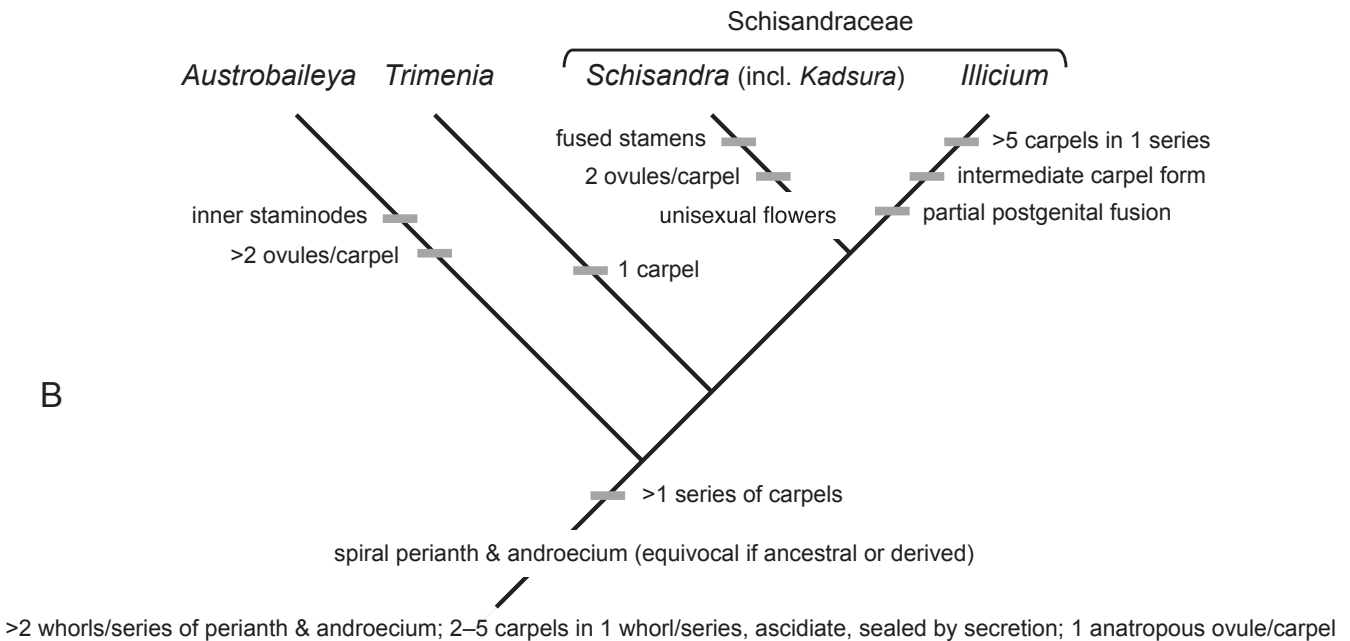 Schisandraceae
Austrobaileya Trimenia Schisandra (incl. Kadsura) Illicium
fused stamens >5 carpels in 1 series
2 ovules/carpel intermediate carpel form
inner staminodes unisexual flowers partial postgenital fusion
>2 ovules/carpel
1 carpel
B
>1 series of carpels
spiral perianth & androecium (equivocal if ancestral or derived)
>2 whorls/series of perianth & androecium; 2–5 carpels in 1 whorl/series, ascidiate, sealed by secretion; 1 anatropous ovule/carpel